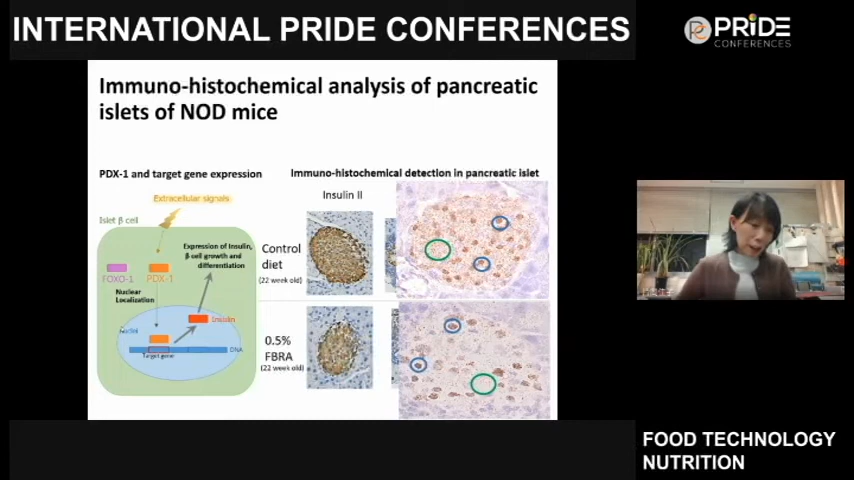 INTERNATIONAL PRIDE CONFERENCES
PRIDE
CONFERENCES
Immuno-histochemical analysis of pancreatic
islets of NOD mice
PDX-1 and target gene expression
Immuno-histochemical detection in pancreatic islet
Extracellular signals
Insulin II
Islet β cell
Expression of Insulin,
β cell growth and
differentiation
Control
diet
(22 week old)
FOXO-1
PDX-1
Nuclear
Localization
Insulin
Nuclei
DNA
Target gene
0.5%
FBRA
(22 week old)
FOOD TECHNOLOGY
NUTRITION